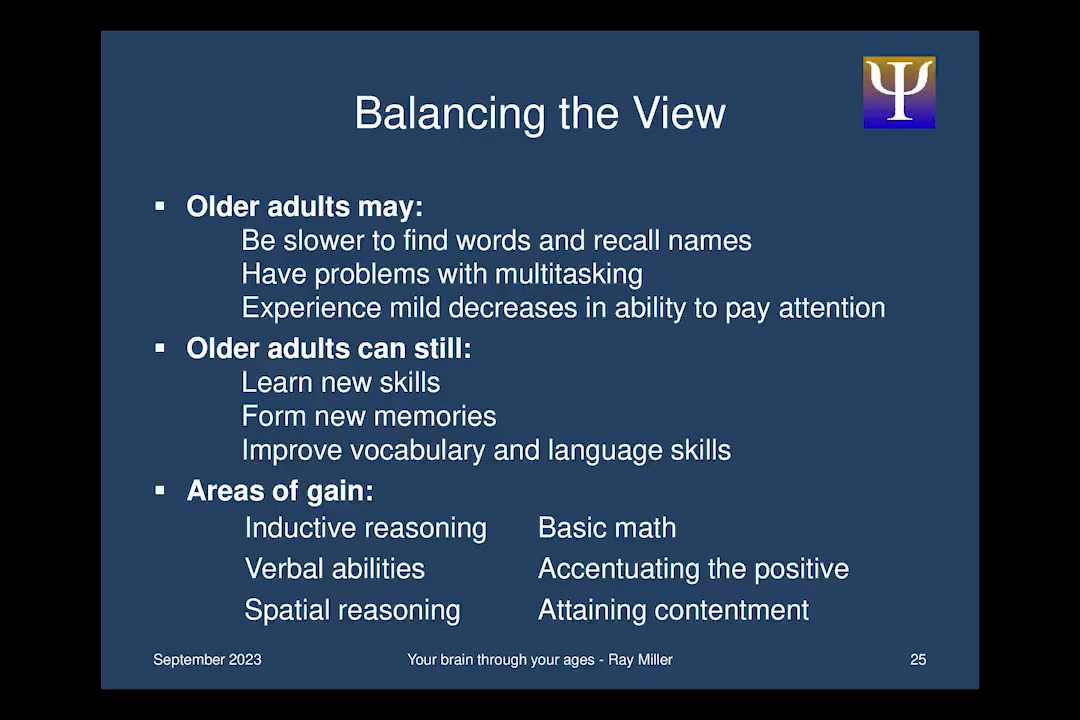 Balancing the View
Ψ
▪ Older adults may:
Be slower to find words and recall names
Have problems with multitasking
Experience mild decreases in ability to pay attention
▪ Older adults can still:
Learn new skills
Form new memories
Improve vocabulary and language skills
▪ Areas of gain:
Inductive reasoning Basic math
Verbal abilities Accentuating the positive
Spatial reasoning Attaining contentment
September 2023 Your brain through your ages - Ray Miller 25